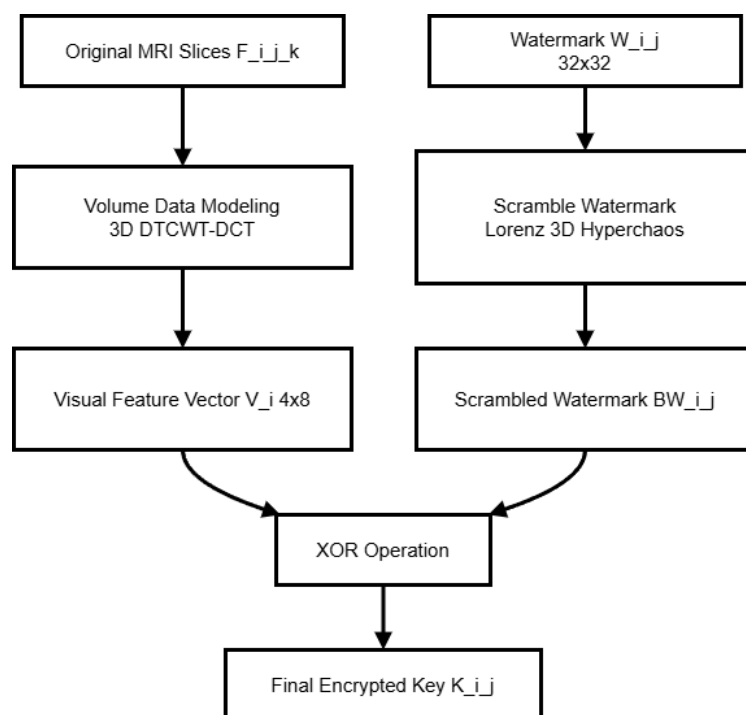 Original MRI Slices F_i_j_k
Watermark W_i_j
32x32
Volume Data Modeling
3D DTCWT-DCT
Scramble Watermark
Lorenz 3D Hyperchaos
Visual Feature Vector V_i 4x8
Scrambled Watermark BW_i_j
XOR Operation
Final Encrypted Key K_i_j